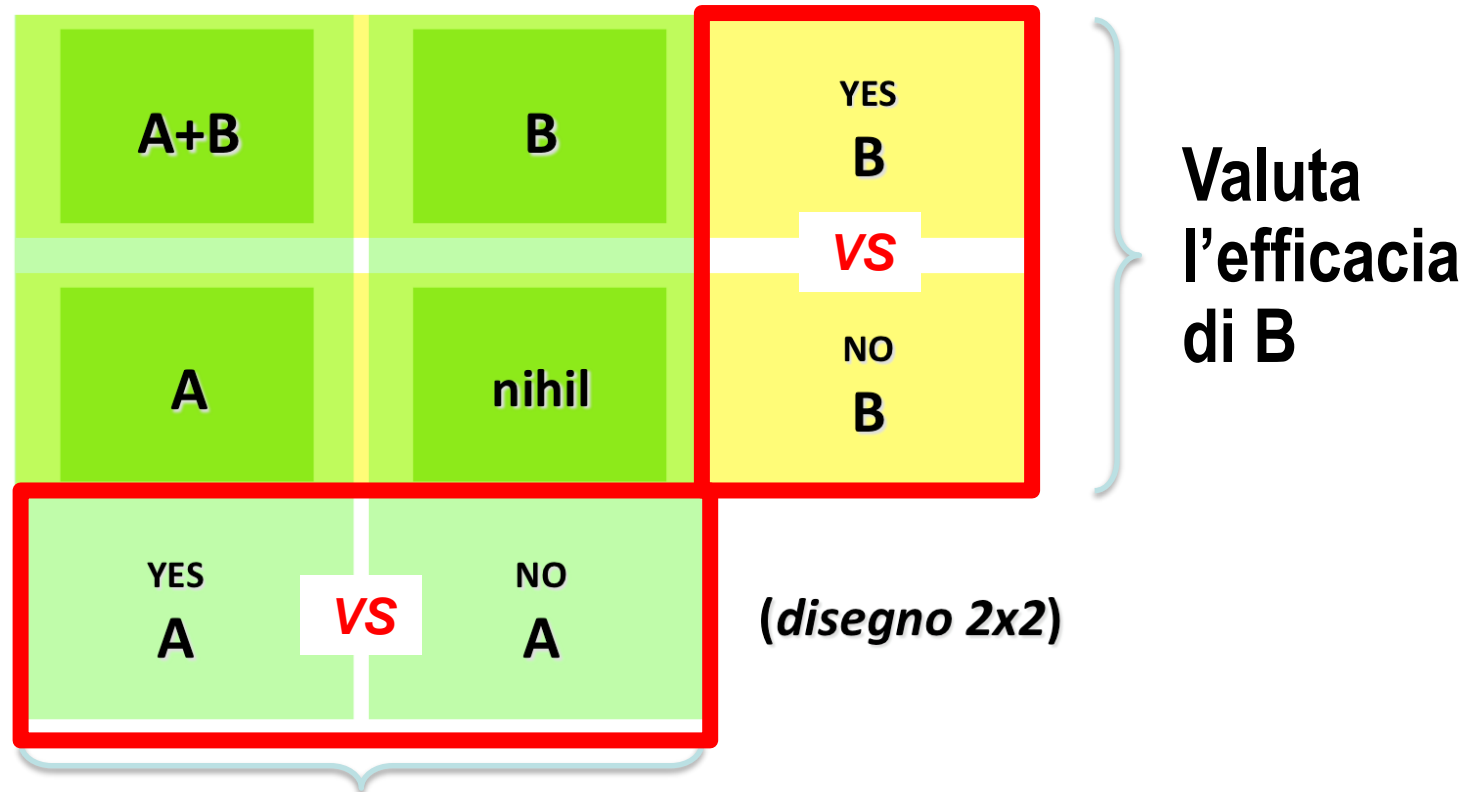 A+B
B
YES
B
VS
Valuta
l’efficacia
di B
A
nihil
NO
B
YES
A
VS
NO
A
(disegno 2x2)